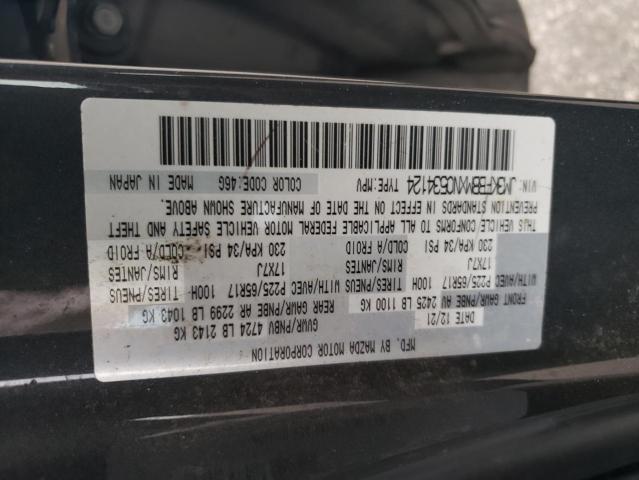 MFD. BY MAZDA MOTOR CORPORATION
DATE 12/21 GVWR/PNBV 4724 LB 2143 KG
FRONT GAWR/PNBE AV 2425 LB 1100 KG REAR GAWR/PNBE AR 2299 LB 1043 KG
WITH/AVEC P225/65R17 100H TIRES/PNEUS WITH/AVEC P225/65R17 100H TIRES/PNEUS
17X7J RIMS/JANTES 17X7J RIMS/JANTES
230 KPA/34 PSI COLD/A FROID 230 KPA/34 PSI COLD/A FROID
THIS VEHICLE CONFORMS TO ALL APPLICABLE FEDERAL MOTOR VEHICLE SAFETY AND THEFT
PREVENTION STANDARDS IN EFFECT ON THE DATE OF MANUFACTURE SHOWN ABOVE.
VIN: JM3KFBBMXN0534124 TYPE:MPV COLOR CODE:46G MADE IN JAPAN